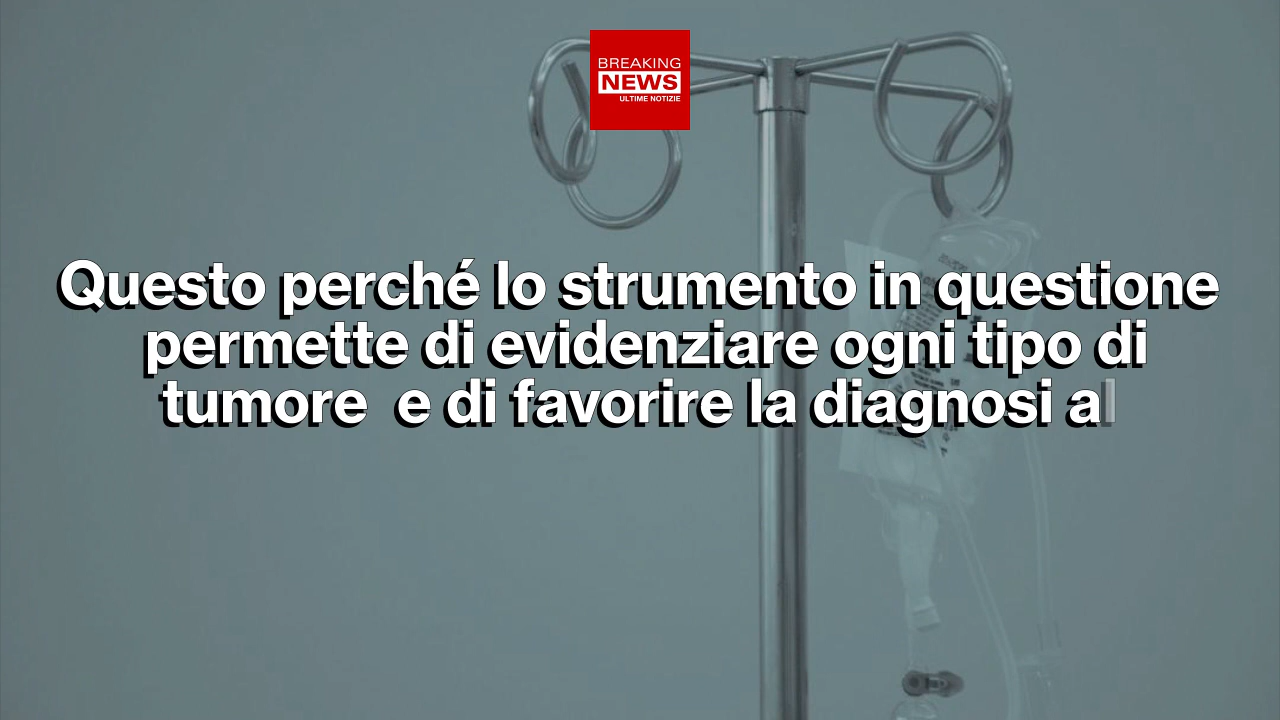 BREAKING
NEWS
ULTIME NOTIZIE
Questo perché lo strumento in questione
permette di evidenziare ogni tipo di
tumore e di favorire la diagnosi al